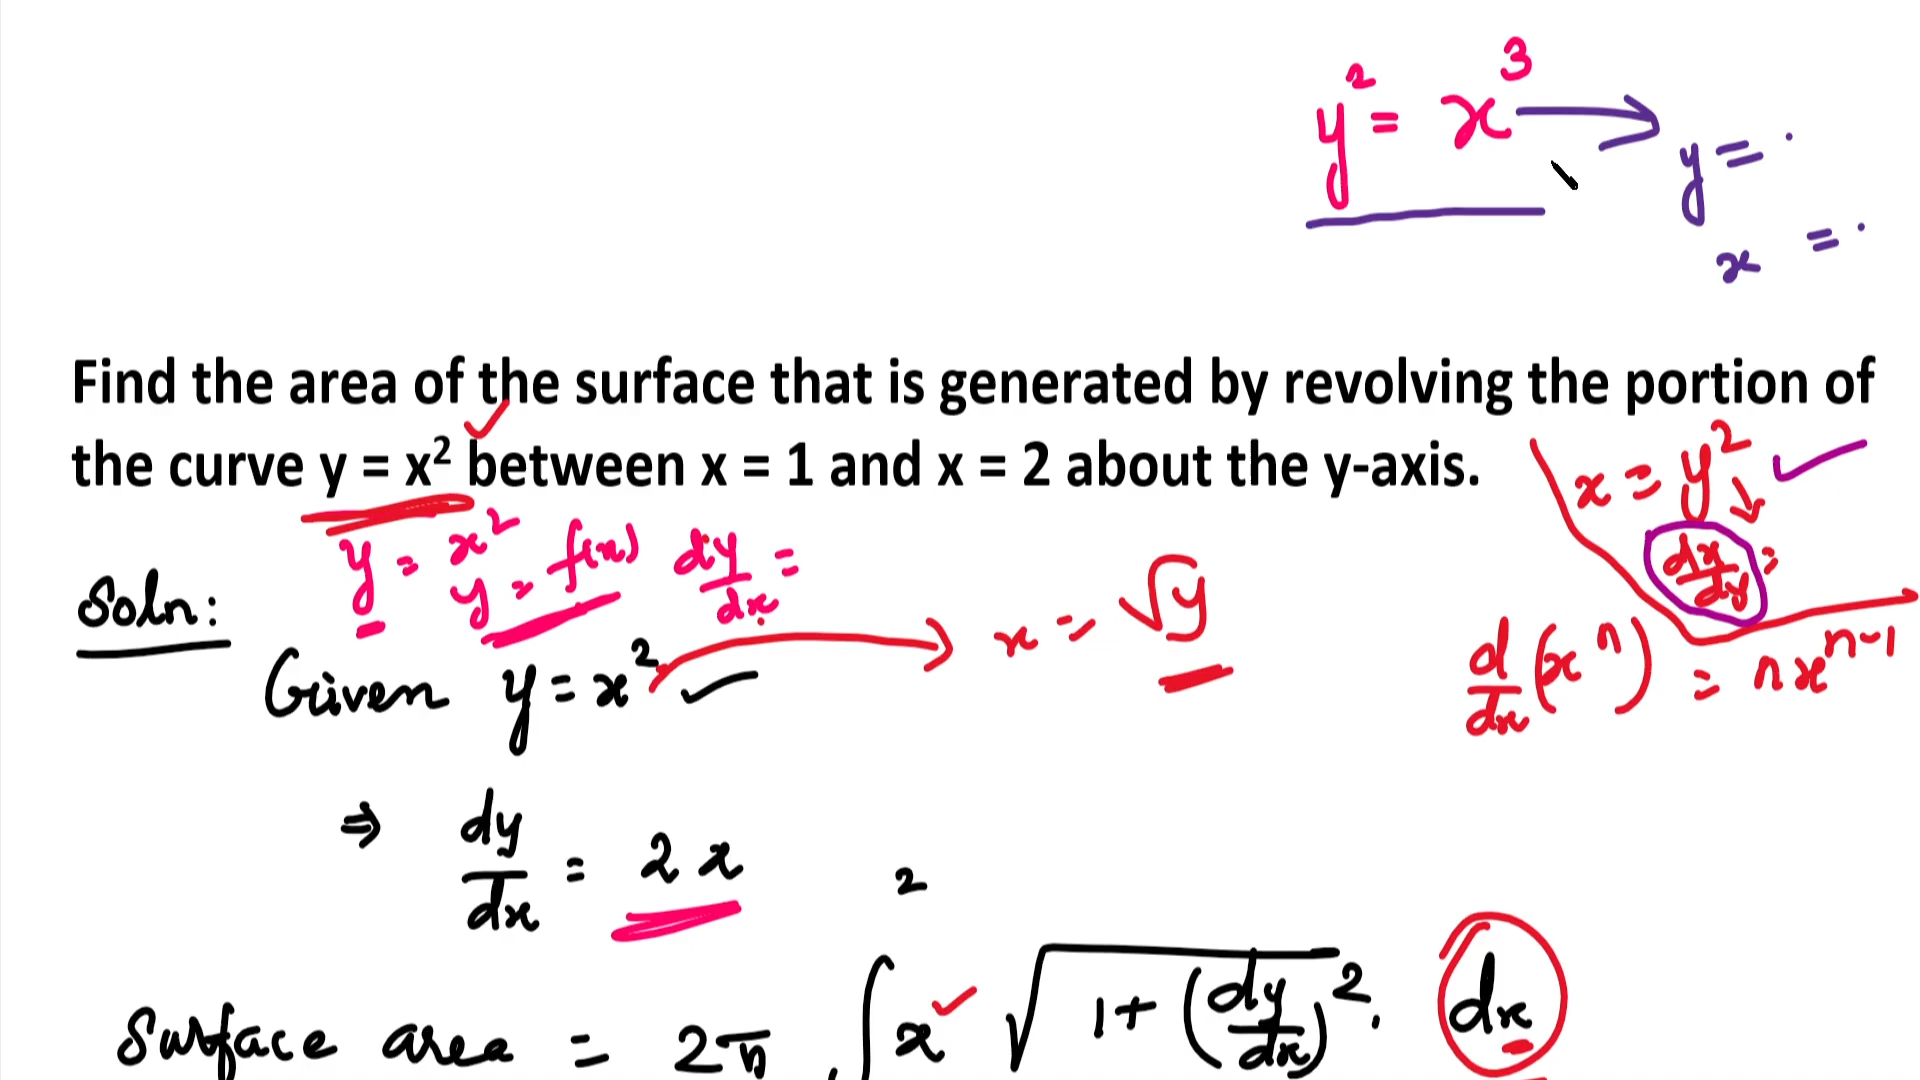 y² = x³
y = .
x = .
Find the area of the surface that is generated by revolving the portion of
the curve y = x² between x = 1 and x = 2 about the y-axis.
x = y²
dx/dy =
y = x²
y = f(x) dy/dx =
Soln:
Given y = x² x = √y
d/dx (xⁿ) = nxⁿ⁻¹
⇒ dy/dx = 2x
Surface area = 2π ∫² x √1+(dy/dx)² . dx